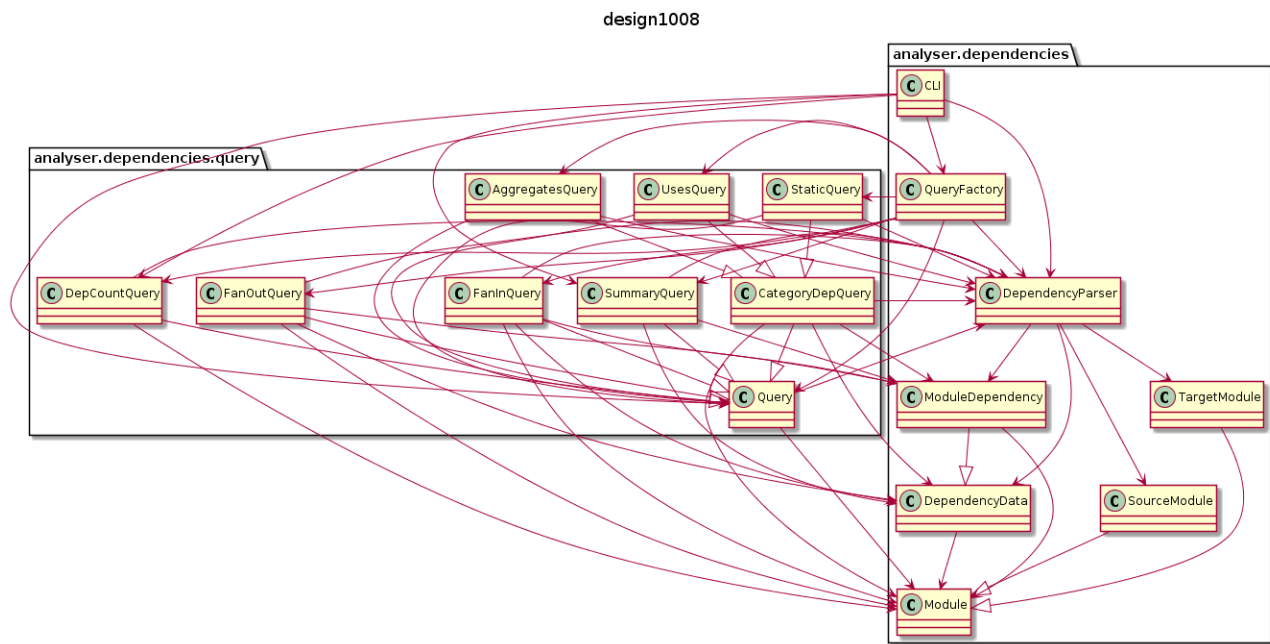 design1008
analyser.dependencies
C CLI
analyser.dependencies.query
C AggregatesQuery
C UsesQuery
C StaticQuery
C QueryFactory
C DepCountQuery
C FanOutQuery
C FanInQuery
C SummaryQuery
C CategoryDepQuery
C DependencyParser
C Query
C ModuleDependency
C TargetModule
C DependencyData
C SourceModule
C Module